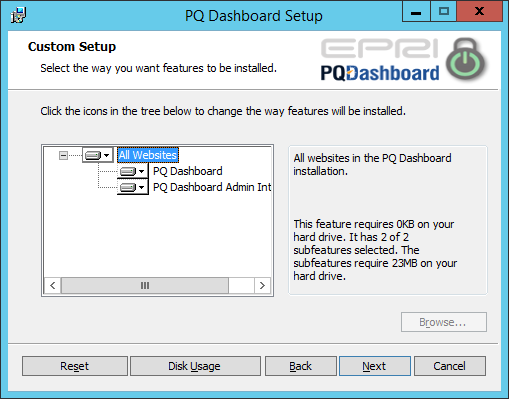 PQ Dashboard Setup
Custom Setup
Select the way you want features to be installed.
EPRI
PQDashboard
Click the icons in the tree below to change the way features will be installed.
All Websites
PQ Dashboard
PQ Dashboard Admin Int
All websites in the PQ Dashboard
installation.
This feature requires 0KB on your
hard drive. It has 2 of 2
subfeatures selected. The
subfeatures require 23MB on your
hard drive.
Browse...
Reset
Disk Usage
Back
Next
Cancel